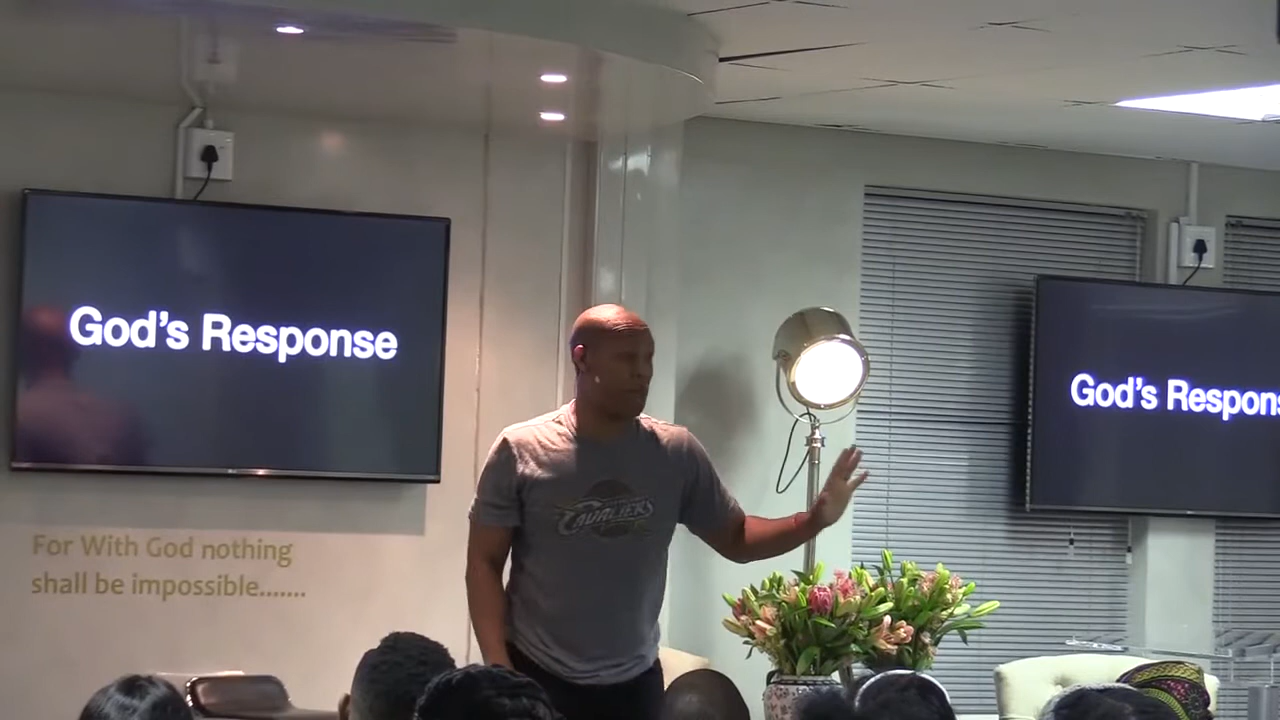 God's Response
For With God nothing
shall be impossible.......
CAVALIERS
God's Respons